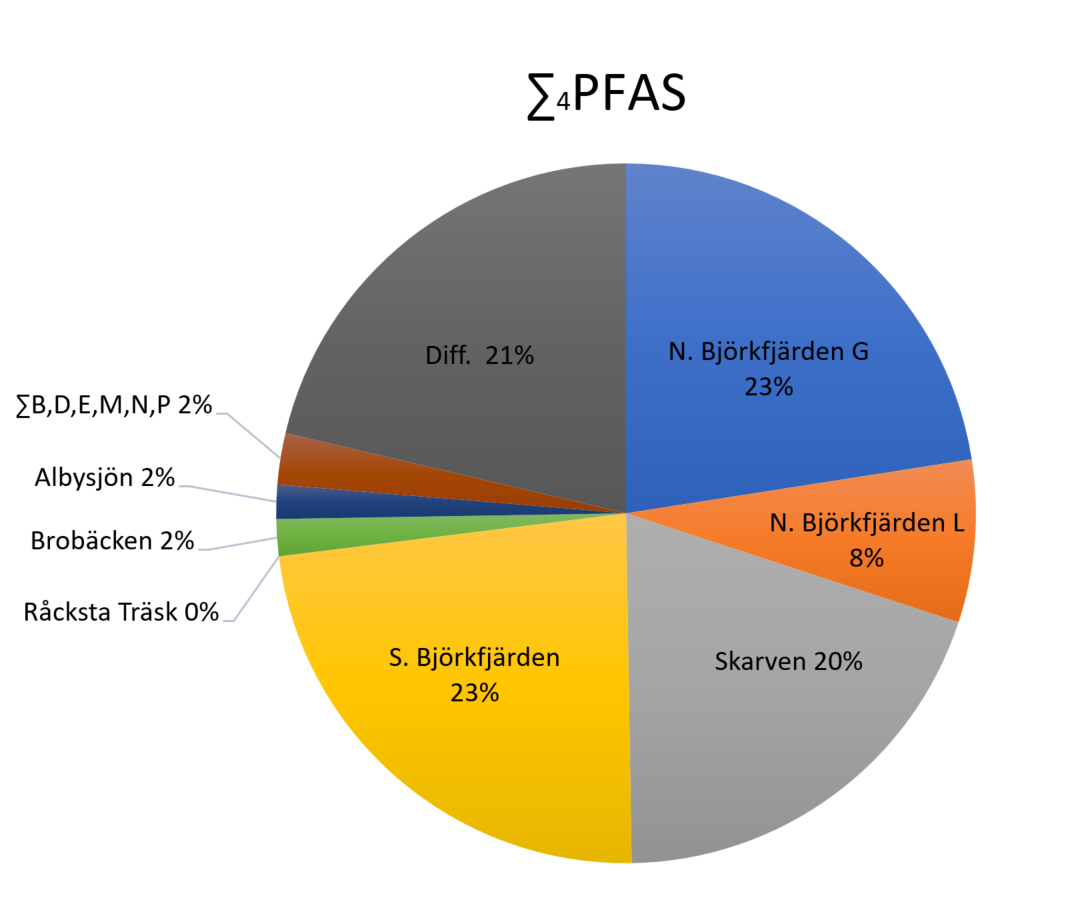 ∑₄PFAS
Diff. 21%
N. Björkfjärden G
23%
∑B,D,E,M,N,P 2%
Albysjön 2%
N. Björkfjärden L
8%
Brobäcken 2%
Råcksta Träsk 0%
S. Björkfjärden
23%
Skarven 20%